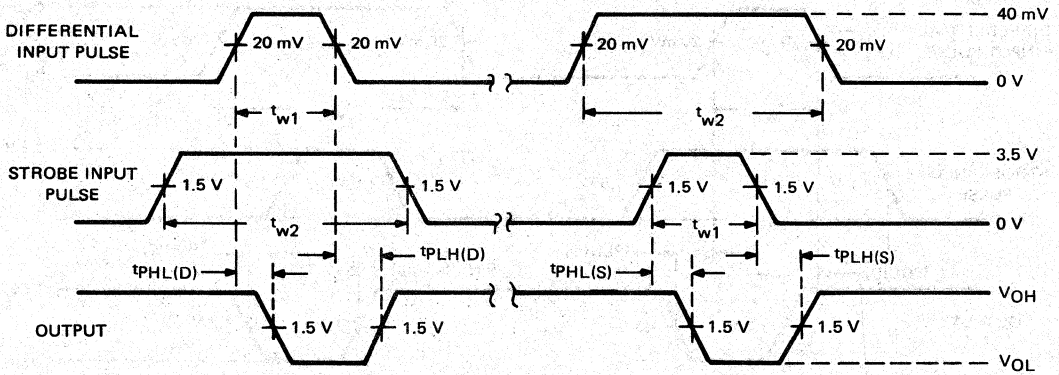 DIFFERENTIAL
INPUT PULSE
20 mV 20 mV 20 mV 20 mV
40 mV
0 V
tw1 tw2
STROBE INPUT
PULSE
1.5 V 1.5 V 1.5 V 1.5 V
3.5 V
0 V
tw2 tw1
tPHL(D) tPLH(D) tPHL(S) tPLH(S)
OUTPUT
1.5 V 1.5 V 1.5 V 1.5 V
VOH
VOL